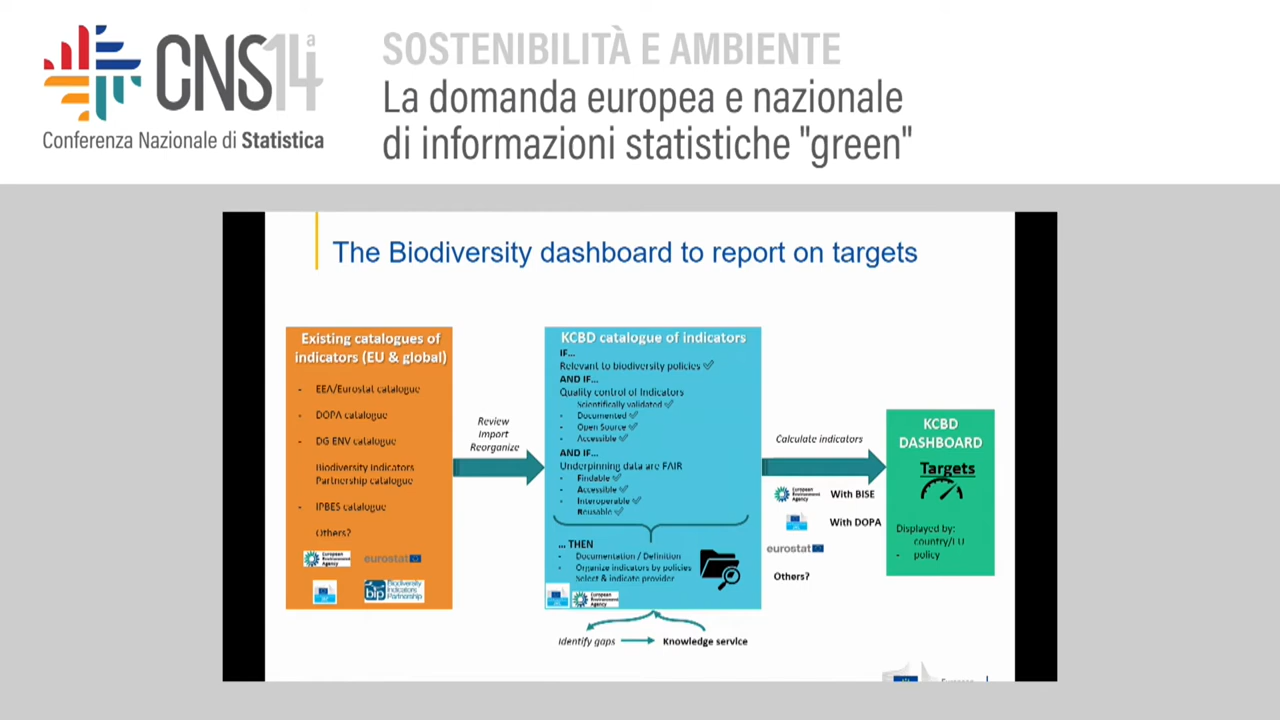 CNS14ª
Conferenza Nazionale di Statistica
SOSTENIBILITÀ E AMBIENTE
La domanda europea e nazionale
di informazioni statistiche "green"
The Biodiversity dashboard to report on targets
Existing catalogues of
indicators (EU & global)
- EEA/Eurostat catalogue
- DOPA catalogue
- DG ENV catalogue
Biodiversity Indicators
Partnership catalogue
- IPBES catalogue
Others?
European
Environment
Agency
eurostat
bip
Biodiversity
Indicators
Partnership
Review
Import
Reorganize
KCBD catalogue of indicators
IF...
Relevant to biodiversity policies ✓
AND IF...
Quality control of Indicators
Scientifically validated ✓
- Documented ✓
- Open Source ✓
- Accessible ✓
AND IF...
Underpinning data are FAIR
- Findable ✓
- Accessible ✓
- Interoperable ✓
- Reusable ✓
... THEN
- Documentation / Definition
- Organize indicators by policies
- Select & indicate provider
European
Environment
Agency
Identify gaps
Knowledge service
Calculate indicators
European
Environment
Agency
With BISE
With DOPA
eurostat
Others?
KCBD
DASHBOARD
Targets
Displayed by:
- country/EU
- policy